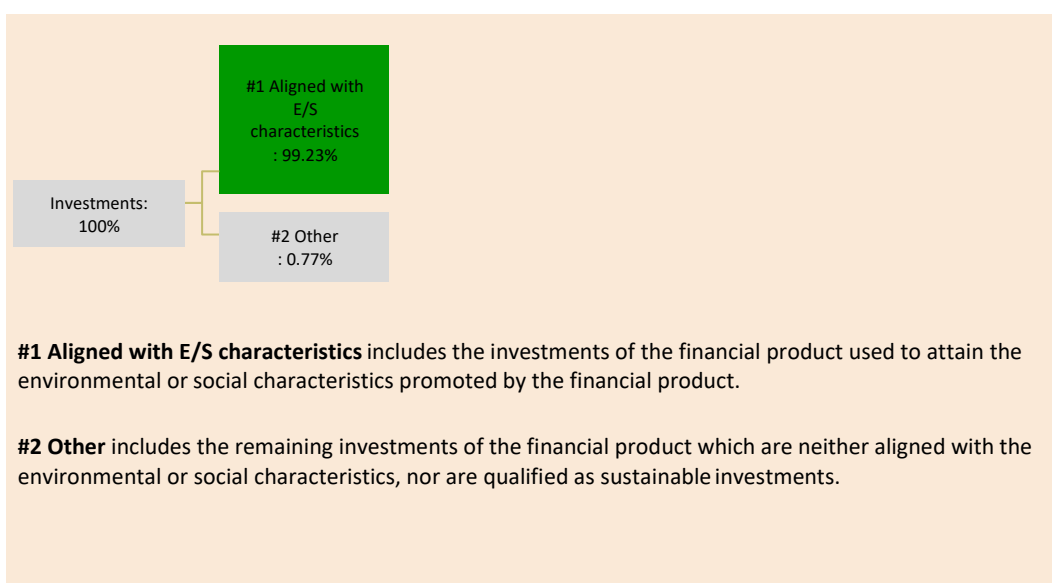 #1 Aligned with
E/S
characteristics
: 99.23%
Investments:
100%
#2 Other
: 0.77%
#1 Aligned with E/S characteristics includes the investments of the financial product used to attain the
environmental or social characteristics promoted by the financial product.
#2 Other includes the remaining investments of the financial product which are neither aligned with the
environmental or social characteristics, nor are qualified as sustainable investments.